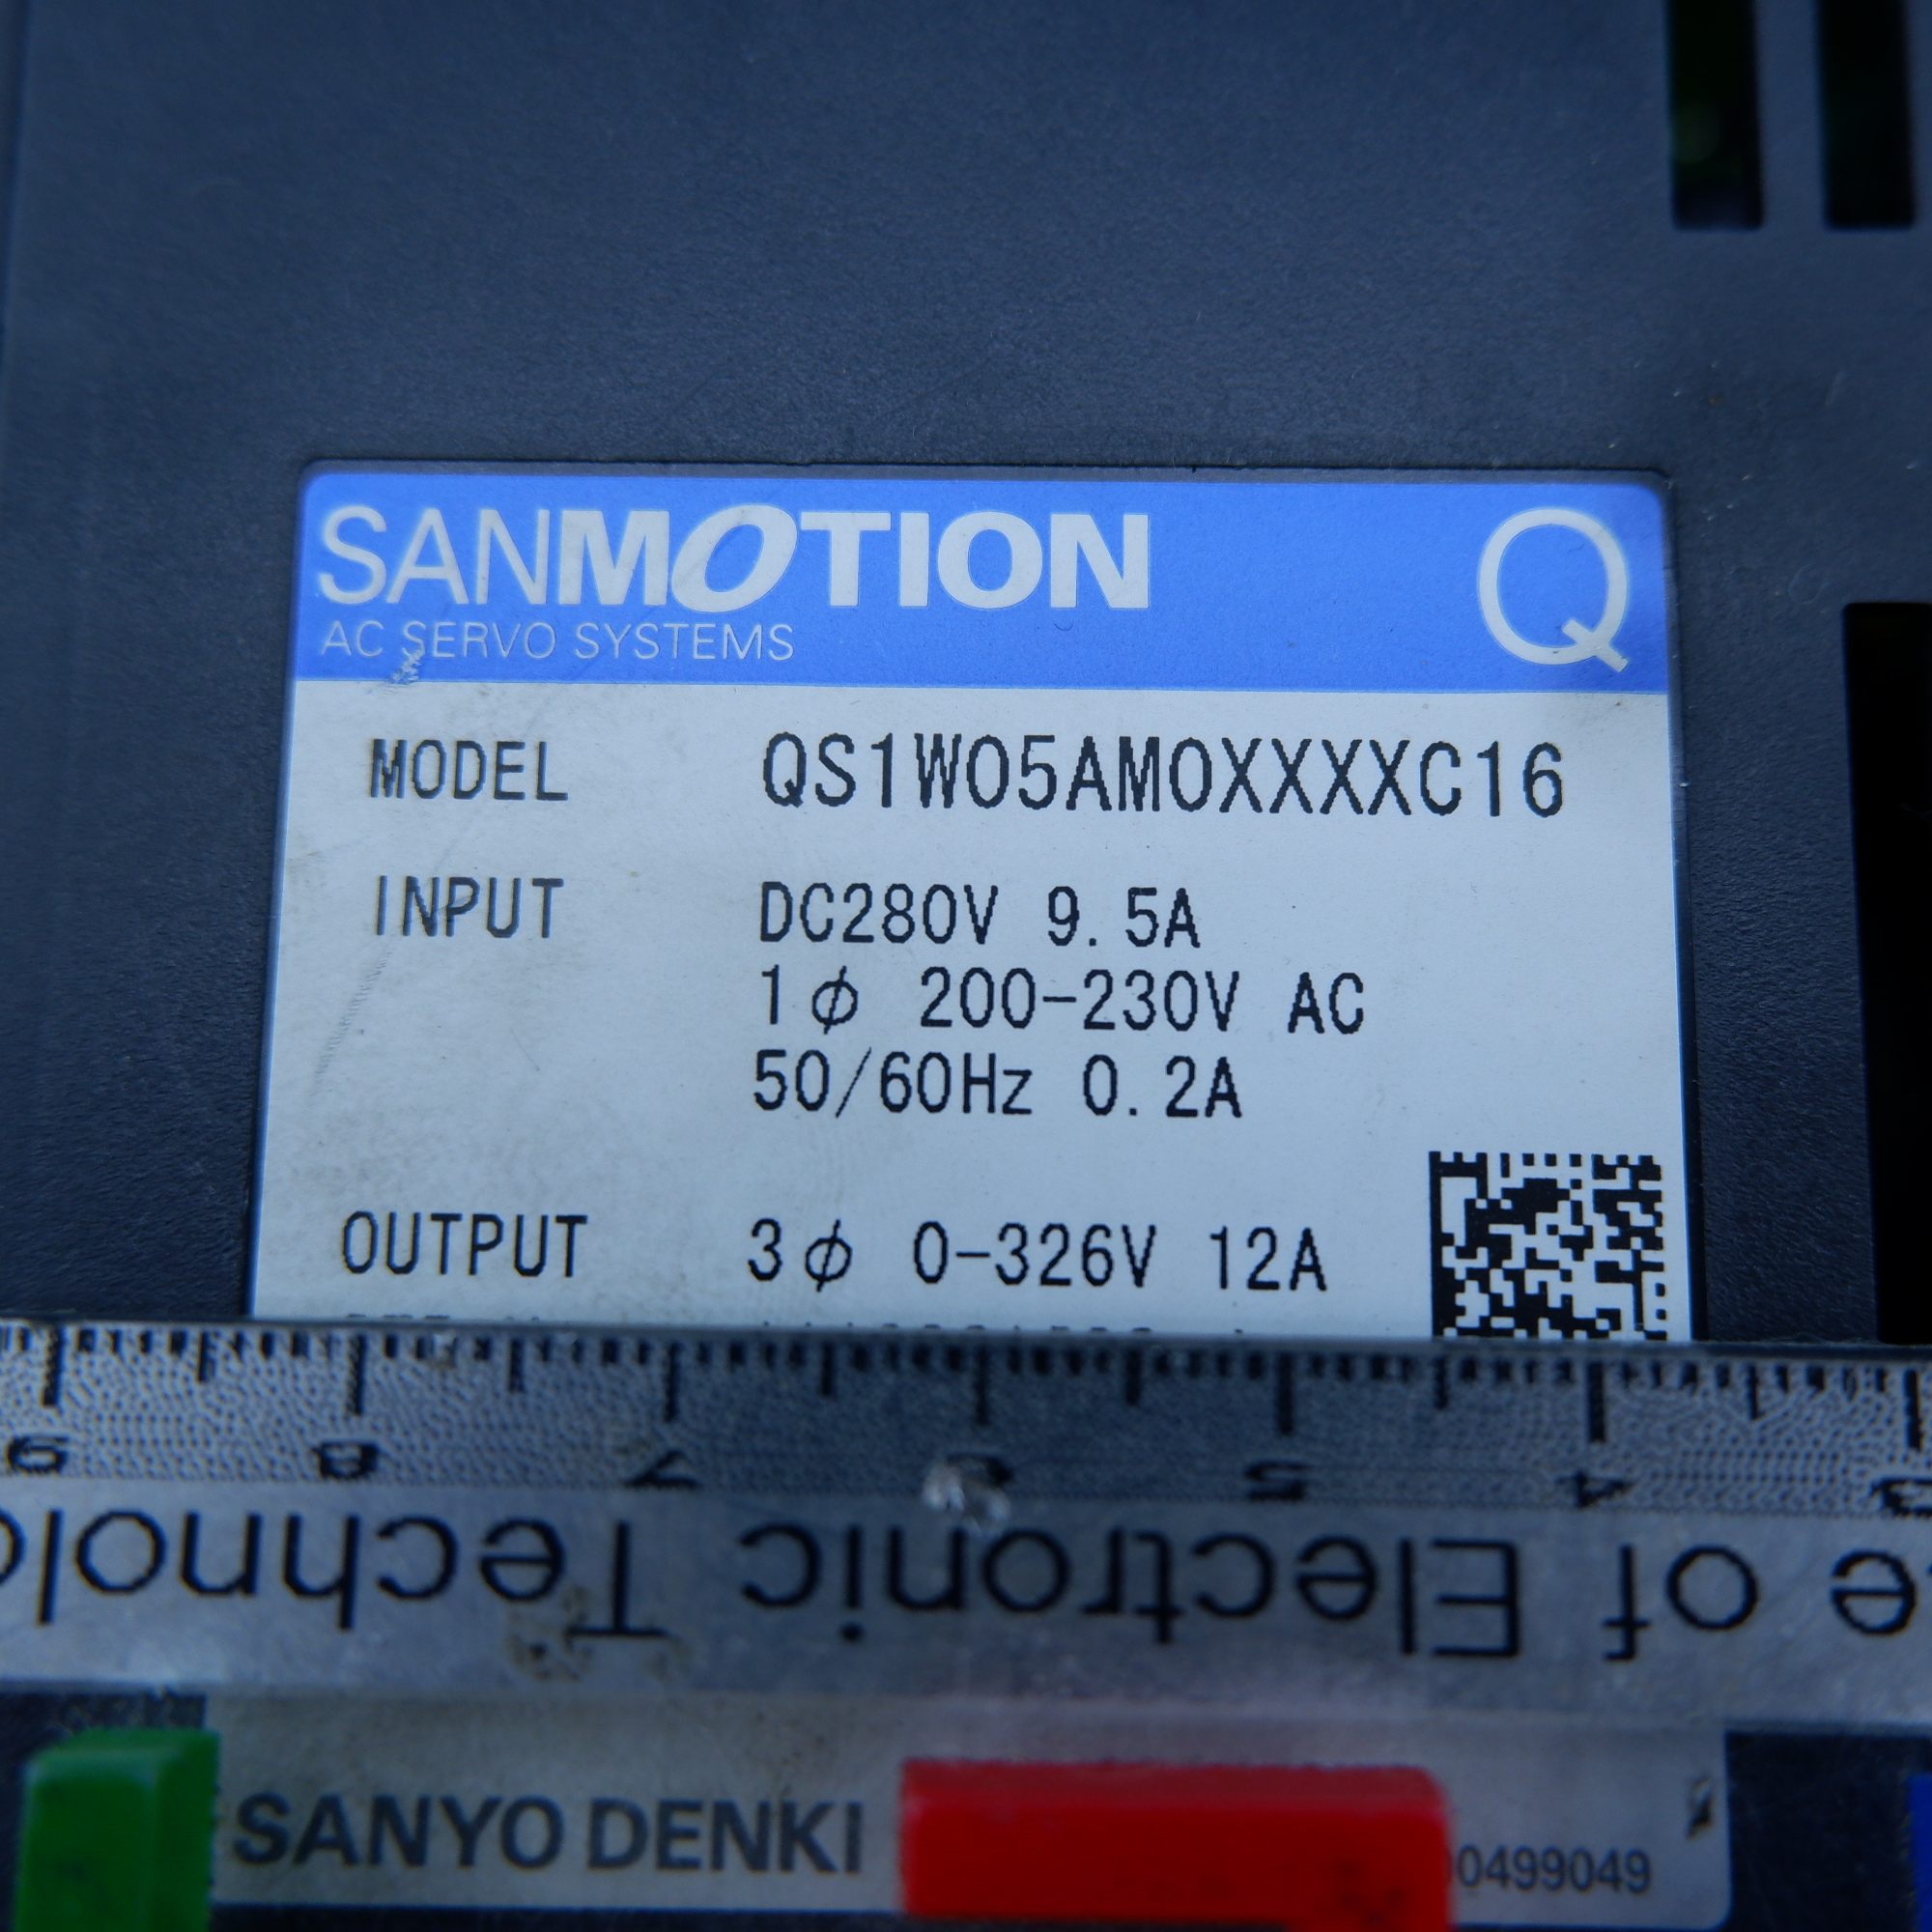 SANMOTION Q
AC SERVO SYSTEMS
MODEL QS1W05AM0XXXXC16
INPUT DC280V 9.5A
1φ 200-230V AC
50/60Hz 0.2A
OUTPUT 3φ 0-326V 12A
9 8 7 6 5 4 3
e of Electronic Technolo
SANYO DENKI 0499049